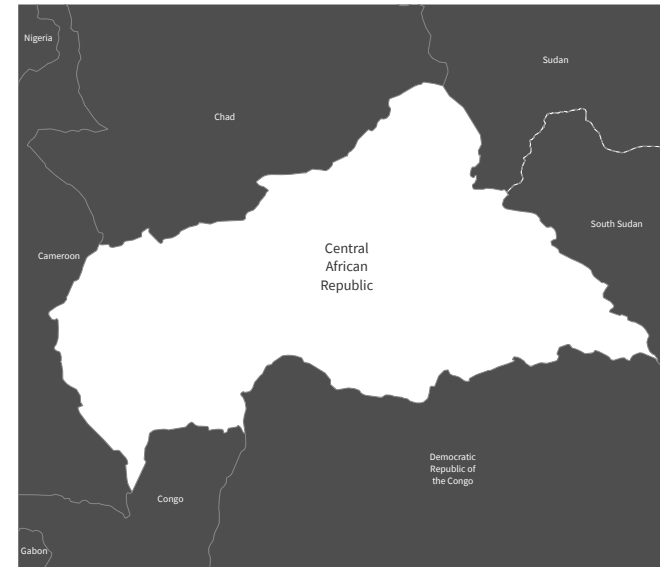 Nigeria
Sudan
Chad
South Sudan
Central
African
Republic
Cameroon
Democratic
Republic of
the Congo
Congo
Gabon